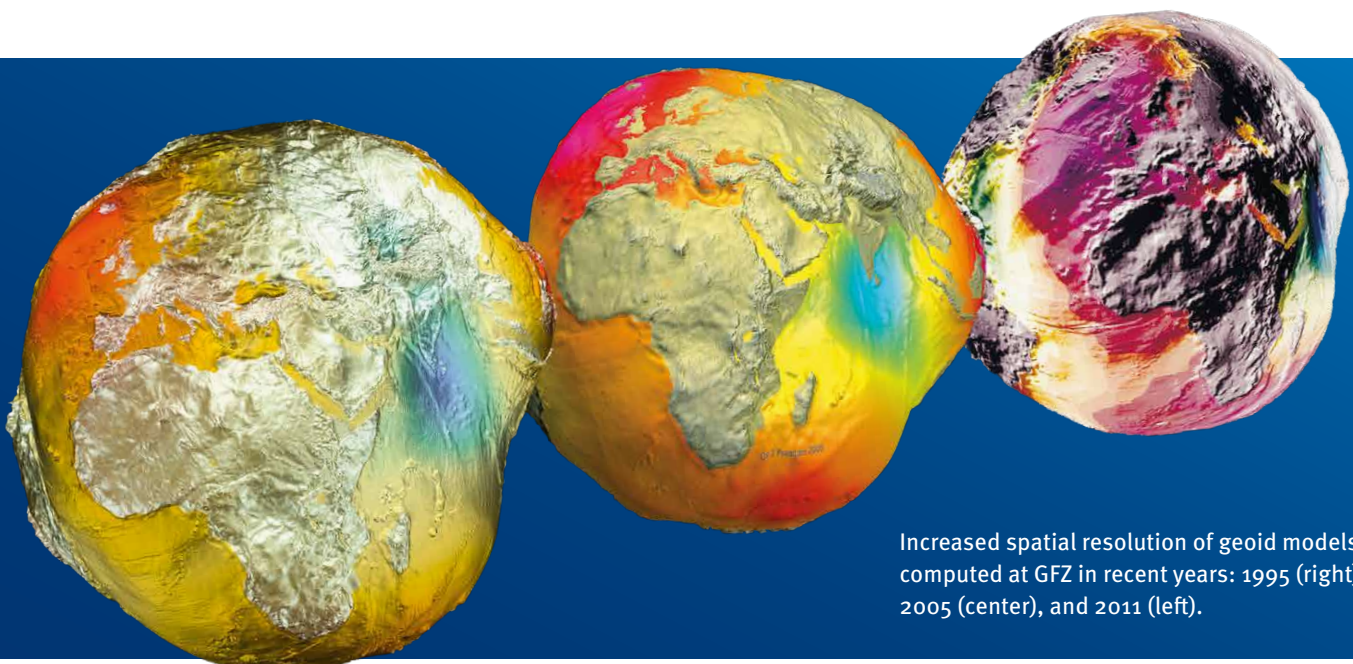 Increased spatial resolution of geoid models
computed at GFZ in recent years: 1995 (right)
2005 (center), and 2011 (left).